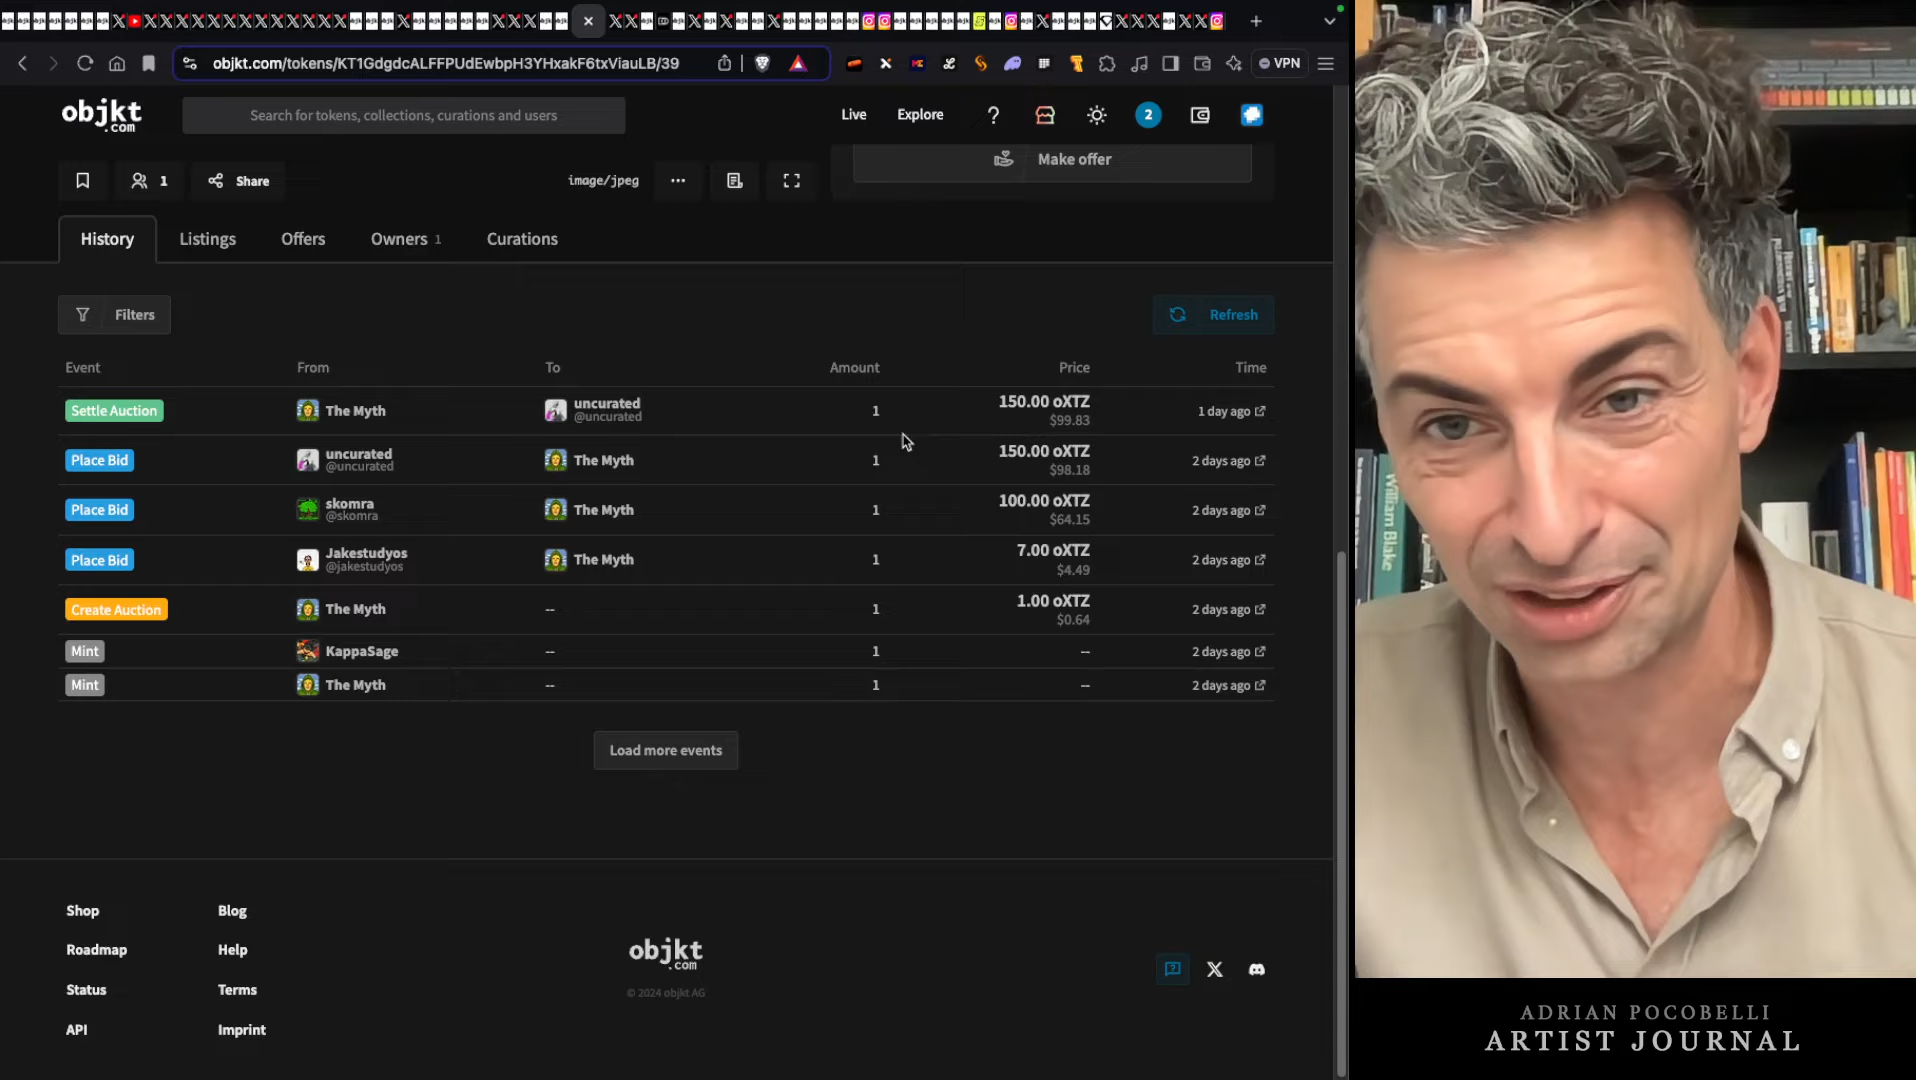 objkt.com/tokens/KT1GdgdcALFFPUdEwbpH3YHxakF6txViauLB/39
VPN
objkt
.com
Search for tokens, collections, curations and users
Live
Explore
?
2
1
Share
image/jpeg
Make offer
History
Listings
Offers
Owners 1
Curations
Filters
Refresh
Event From To Amount Price Time
Settle Auction The Myth uncurated 1 150.00 oXTZ 1 day ago
@uncurated $99.83
Place Bid uncurated The Myth 1 150.00 oXTZ 2 days ago
@uncurated $98.18
Place Bid skomra The Myth 1 100.00 oXTZ 2 days ago
@skomra $64.15
Place Bid Jakestudyos The Myth 1 7.00 oXTZ 2 days ago
@jakestudyos $4.49
Create Auction The Myth -- 1 1.00 oXTZ 2 days ago
$0.64
Mint KappaSage -- 1 -- 2 days ago
Mint The Myth -- 1 -- 2 days ago
Load more events
Shop
Blog
Roadmap
Help
Status
Terms
API
Imprint
objkt
.com
© 2024 objkt AG
William Blake
ADRIAN POCOBELLI
ARTIST JOURNAL